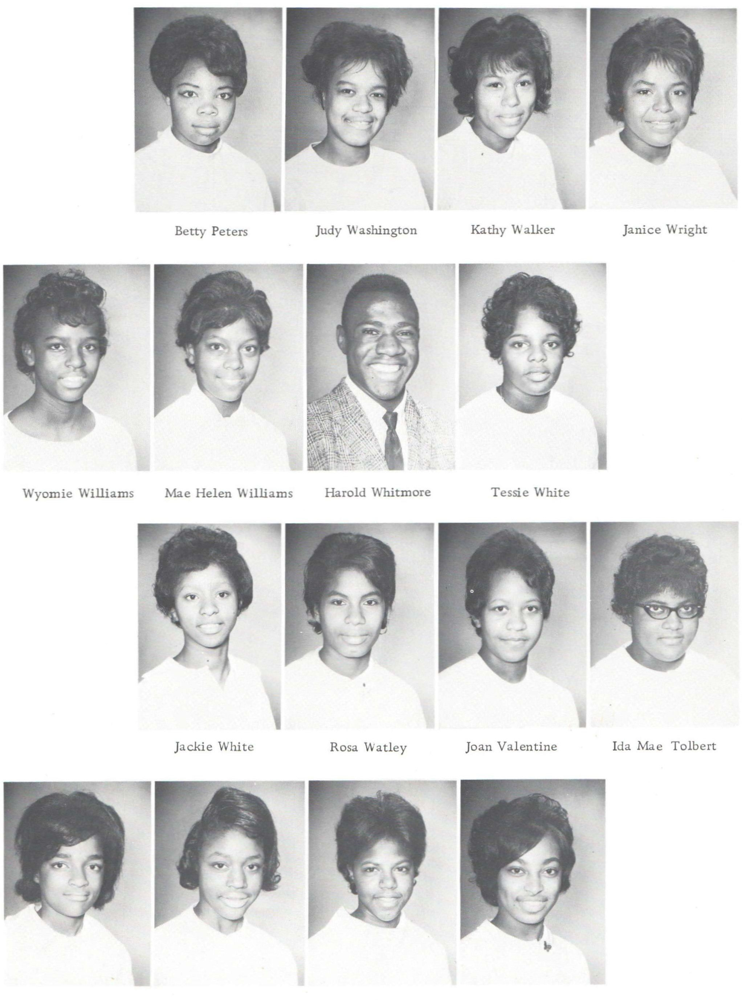 Betty Peters Judy Washington Kathy Walker Janice Wright
Wyomie Williams Mae Helen Williams Harold Whitmore Tessie White
Jackie White Rosa Watley Joan Valentine Ida Mae Tolbert